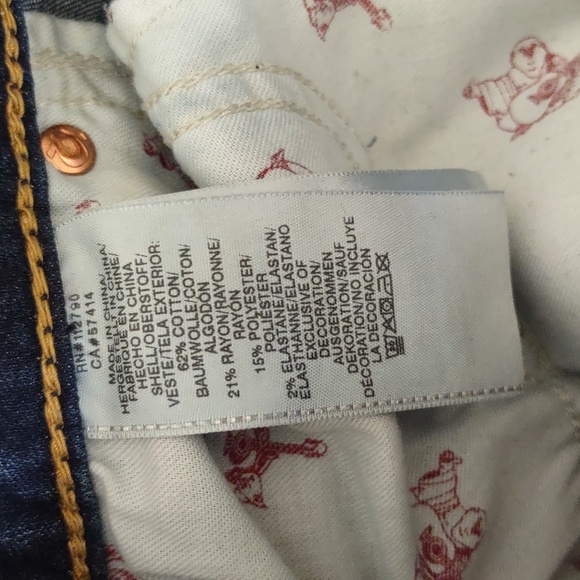 RN# 112790
CA# 57414
MADE IN CHINA/
HERGESTELLT IN CHINA/
FABRIQUÉ EN CHINE/
HECHO EN CHINA
SHELL/OBERSTOFF/
VESTE/TELA EXTERIOR:
62% COTTON/
BAUMWOLLE/COTON/
ALGODÓN
21% RAYON/RAYONNE/
RAYON
15% POLYESTER/
POLIÉSTER
2% ELASTANE/ELASTAN/
ELASTHANNE/ELASTANO
EXCLUSIVE OF
DECORATION/
AUSGENOMMEN
DEKORATION/SAUF
DÉCORATION/NO INCLUYE
LA DECORACIÓN